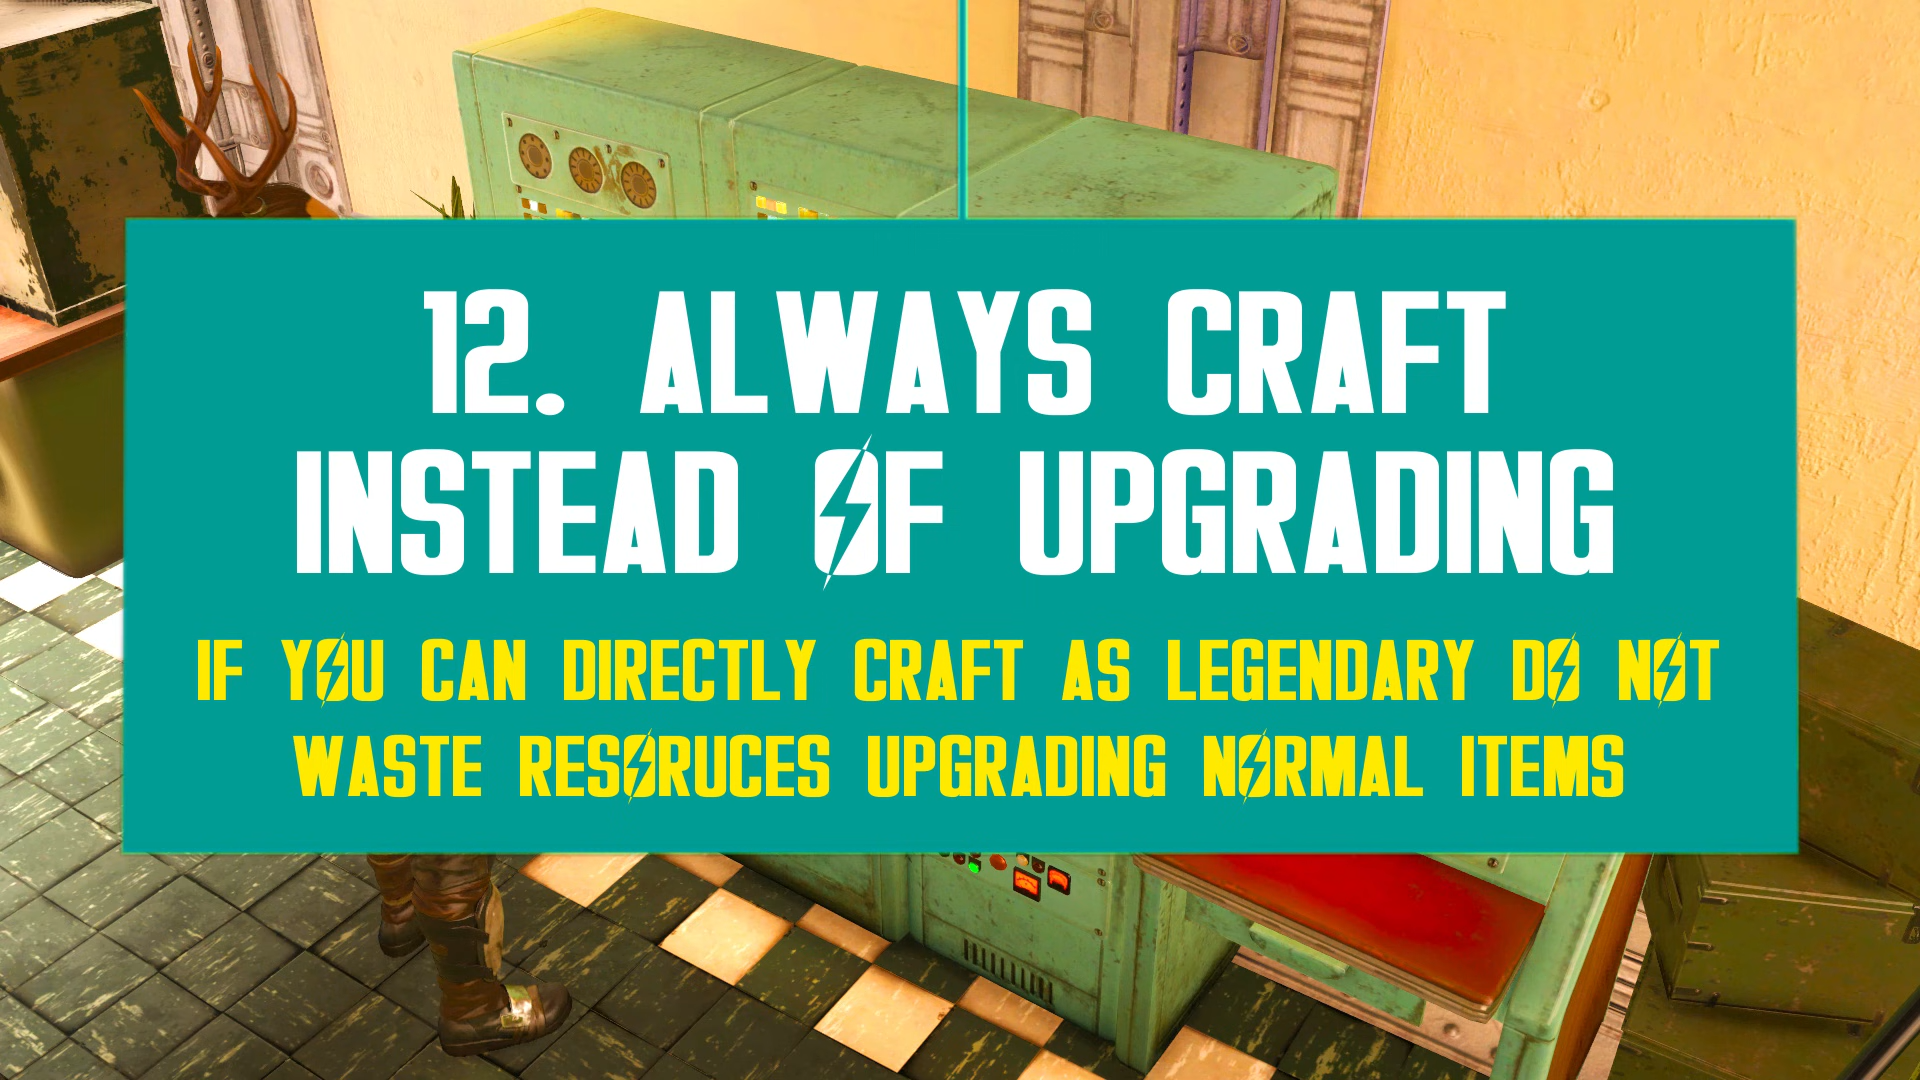 12. ALWAYS CRAFT
INSTEAD OF UPGRADING
IF YOU CAN DIRECTLY CRAFT AS LEGENDARY DO NOT
WASTE RESORUCES UPGRADING NORMAL ITEMS